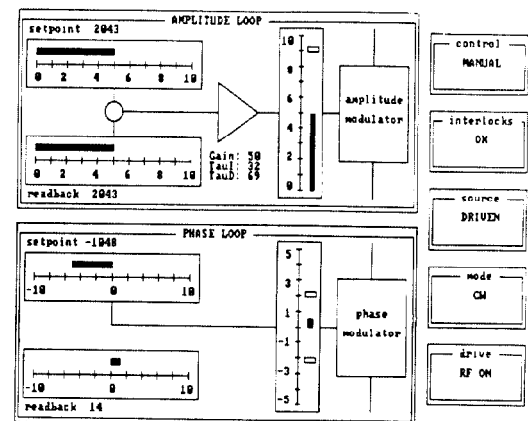 AMPLITUDE LOOP
setpoint 2043
0 2 4 6 8 10
0 2 4 6 8 10
readback 2043
Gain: 50
TauI: 32
TauD: 69
10
8
6
4
2
0
amplitude
modulator
PHASE LOOP
setpoint -1040
-10 0 10
-10 0 10
readback 14
5
3
1
-1
-3
-5
phase
modulator
control
MANUAL
interlocks
ON
source
DRIVEN
mode
CW
drive
RF ON